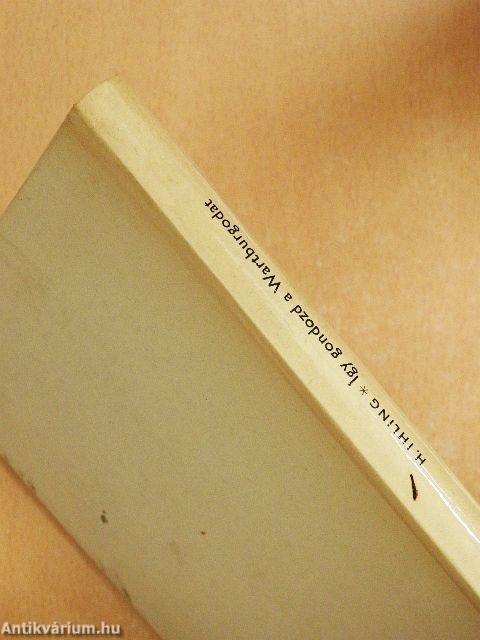 H. IHLING * Így gondozd a Wartburgodat
Antikvárium.hu